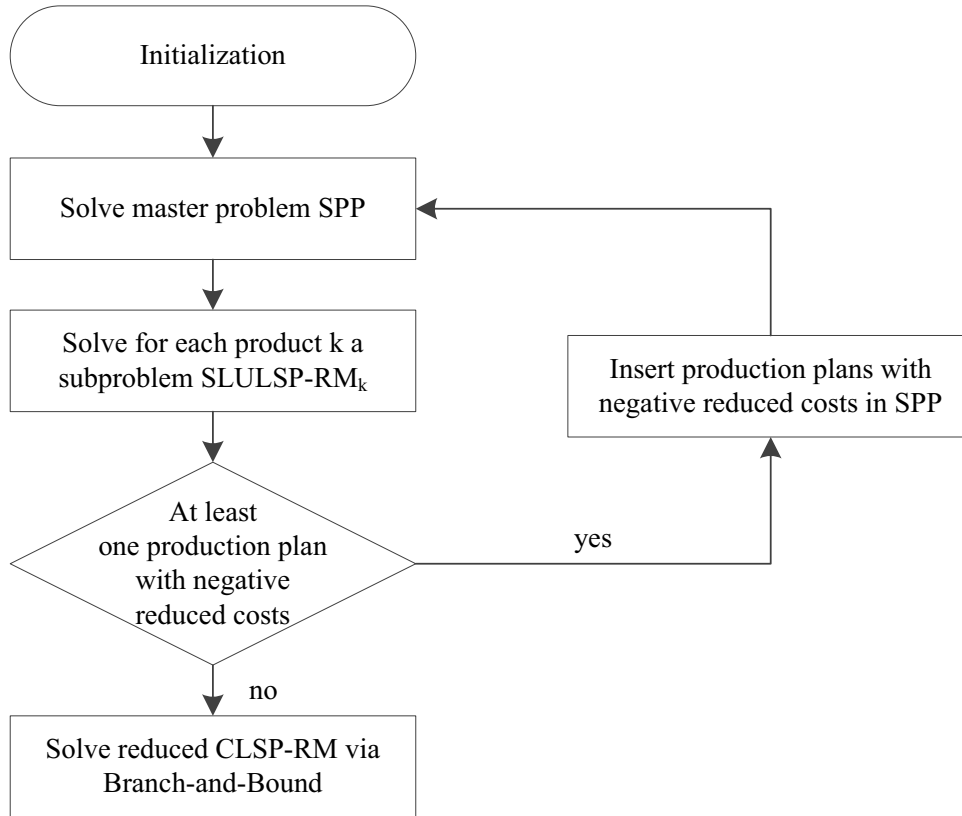 Initialization
Solve master problem SPP
Solve for each product k a
subproblem SLULSP-RMₖ
Insert production plans with
negative reduced costs in SPP
At least
one production plan
with negative
reduced costs
yes
no
Solve reduced CLSP-RM via
Branch-and-Bound